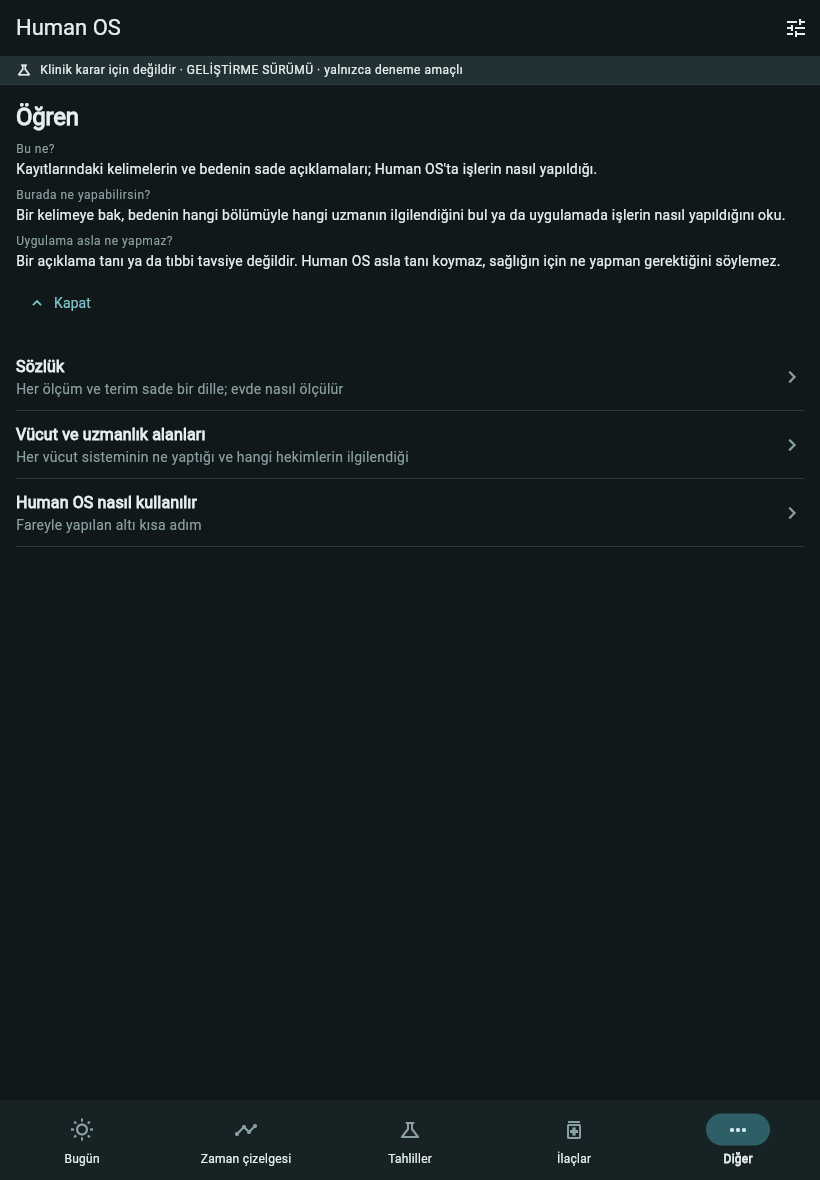 Human OS
Klinik karar için değildir · GELİŞTİRME SÜRÜMÜ · yalnızca deneme amaçlı
Öğren
Bu ne?
Kayıtlarındaki kelimelerin ve bedenin sade açıklamaları; Human OS'ta işlerin nasıl yapıldığı.
Burada ne yapabilirsin?
Bir kelimeye bak, bedenin hangi bölümüyle hangi uzmanın ilgilendiğini bul ya da uygulamada işlerin nasıl yapıldığını oku.
Uygulama asla ne yapmaz?
Bir açıklama tanı ya da tıbbi tavsiye değildir. Human OS asla tanı koymaz, sağlığın için ne yapman gerektiğini söylemez.
Kapat
Sözlük
Her ölçüm ve terim sade bir dille; evde nasıl ölçülür
Vücut ve uzmanlık alanları
Her vücut sisteminin ne yaptığı ve hangi hekimlerin ilgilendiği
Human OS nasıl kullanılır
Fareyle yapılan altı kısa adım
Bugün
Zaman çizelgesi
Tahliller
İlaçlar
Diğer